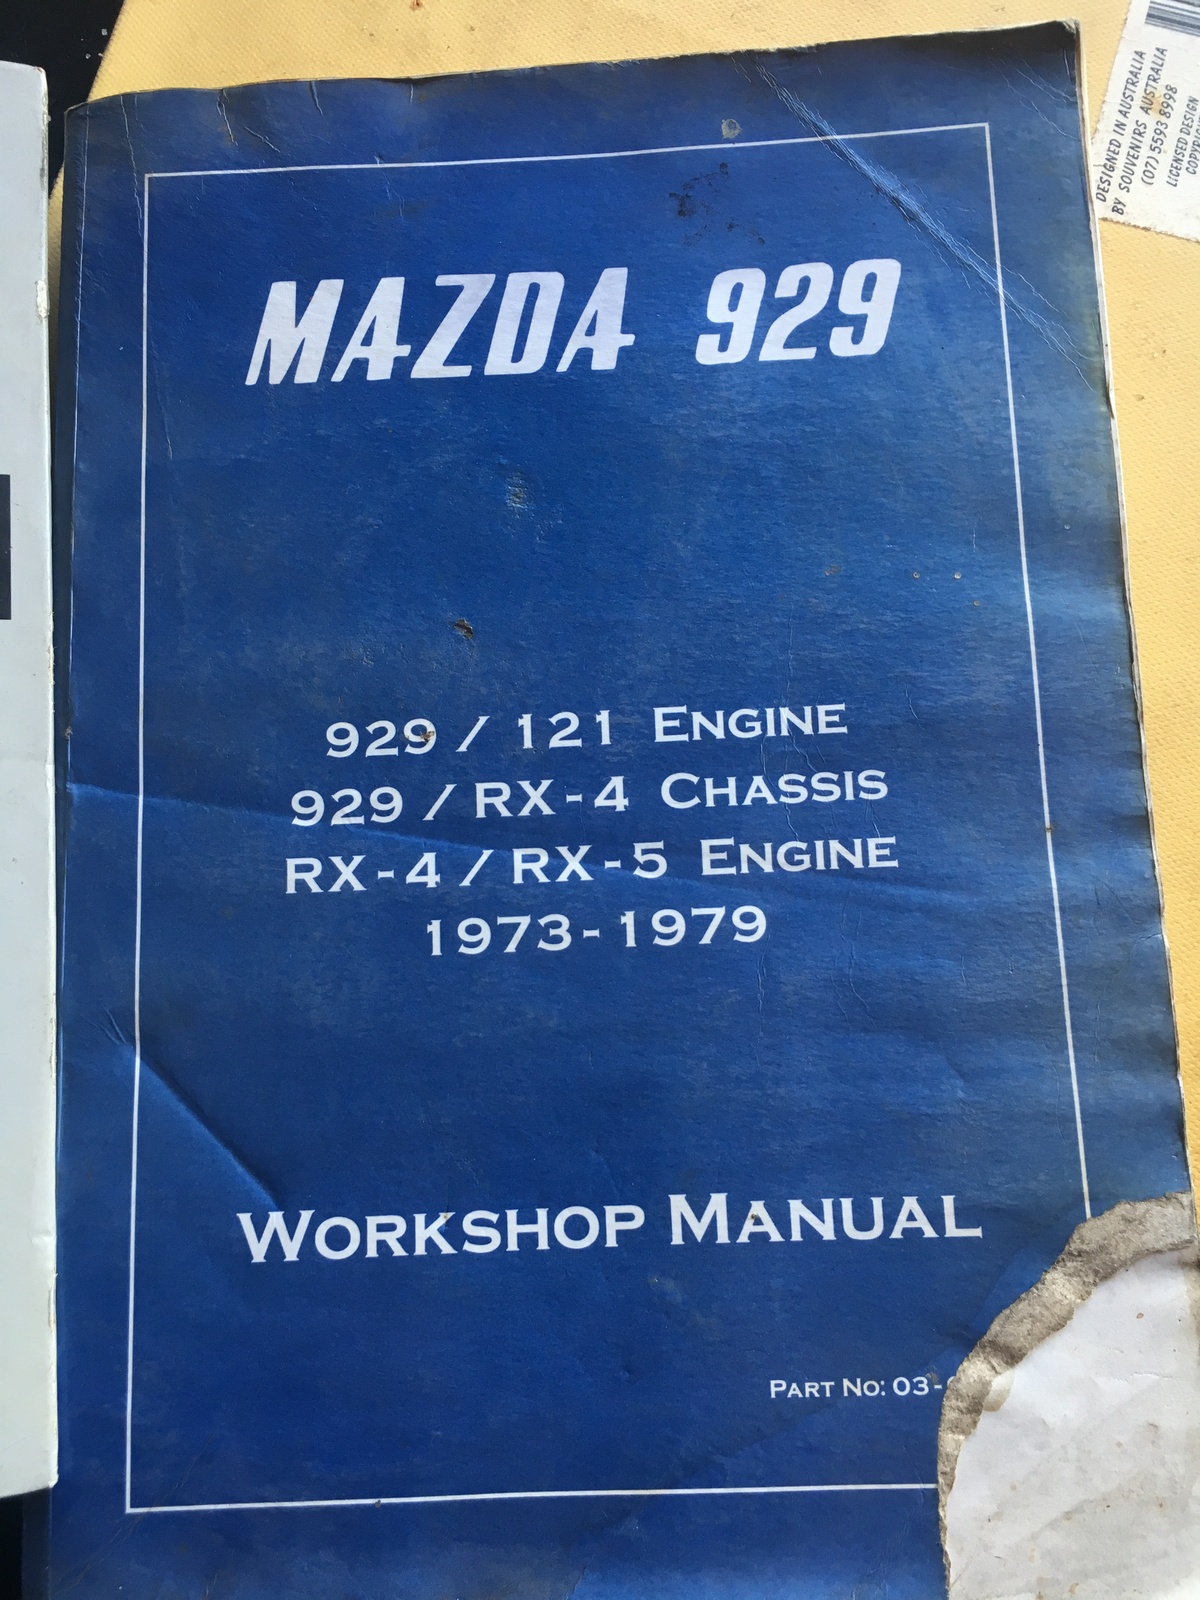 MAZDA 929
929 / 121 ENGINE
929 / RX-4 CHASSIS
RX-4 / RX-5 ENGINE
1973-1979
WORKSHOP MANUAL
PART NO: 03-
DESIGNED IN AUSTRALIA
BY SOUVENIRS AUSTRALIA
(07) 5593 8998
LICENSED DESIGN